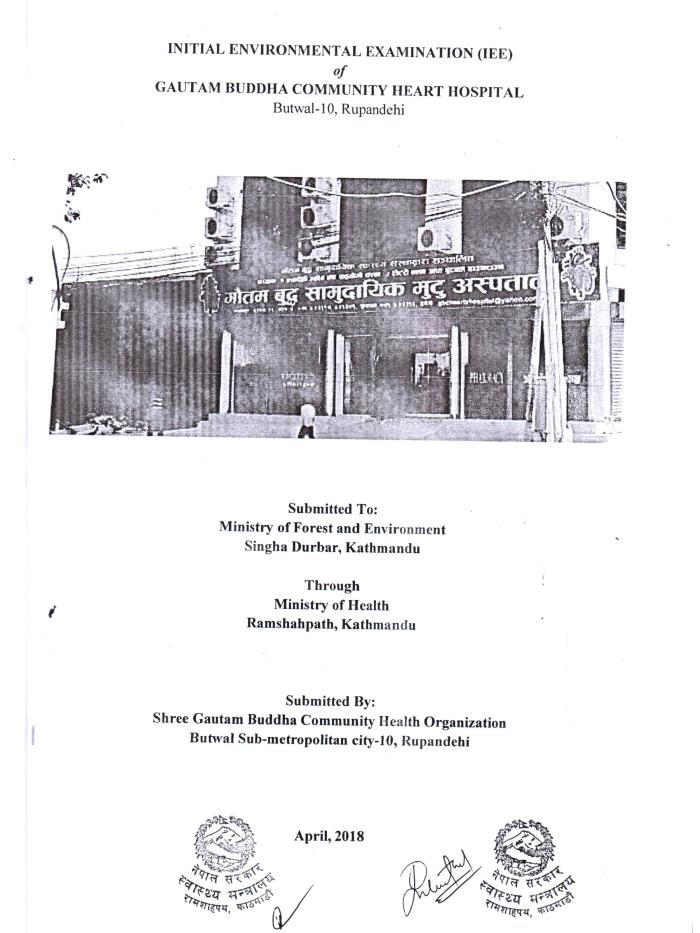 INITIAL ENVIRONMENTAL EXAMINATION (IEE)
of
GAUTAM BUDDHA COMMUNITY HEART HOSPITAL
Butwal-10, Rupandehi
गौतम बुद्ध सामुदायिक मुटु अस्पताल
PHARMACY
Submitted To:
Ministry of Forest and Environment
Singha Durbar, Kathmandu
Through
Ministry of Health
Ramshahpath, Kathmandu
Submitted By:
Shree Gautam Buddha Community Health Organization
Butwal Sub-metropolitan city-10, Rupandehi
April, 2018
नेपाल सरकार
स्वास्थ्य मन्त्रालय
रामशाहपथ, काठमाडौं
नेपाल सरकार
स्वास्थ्य मन्त्रालय
रामशाहपथ, काठमाडौं